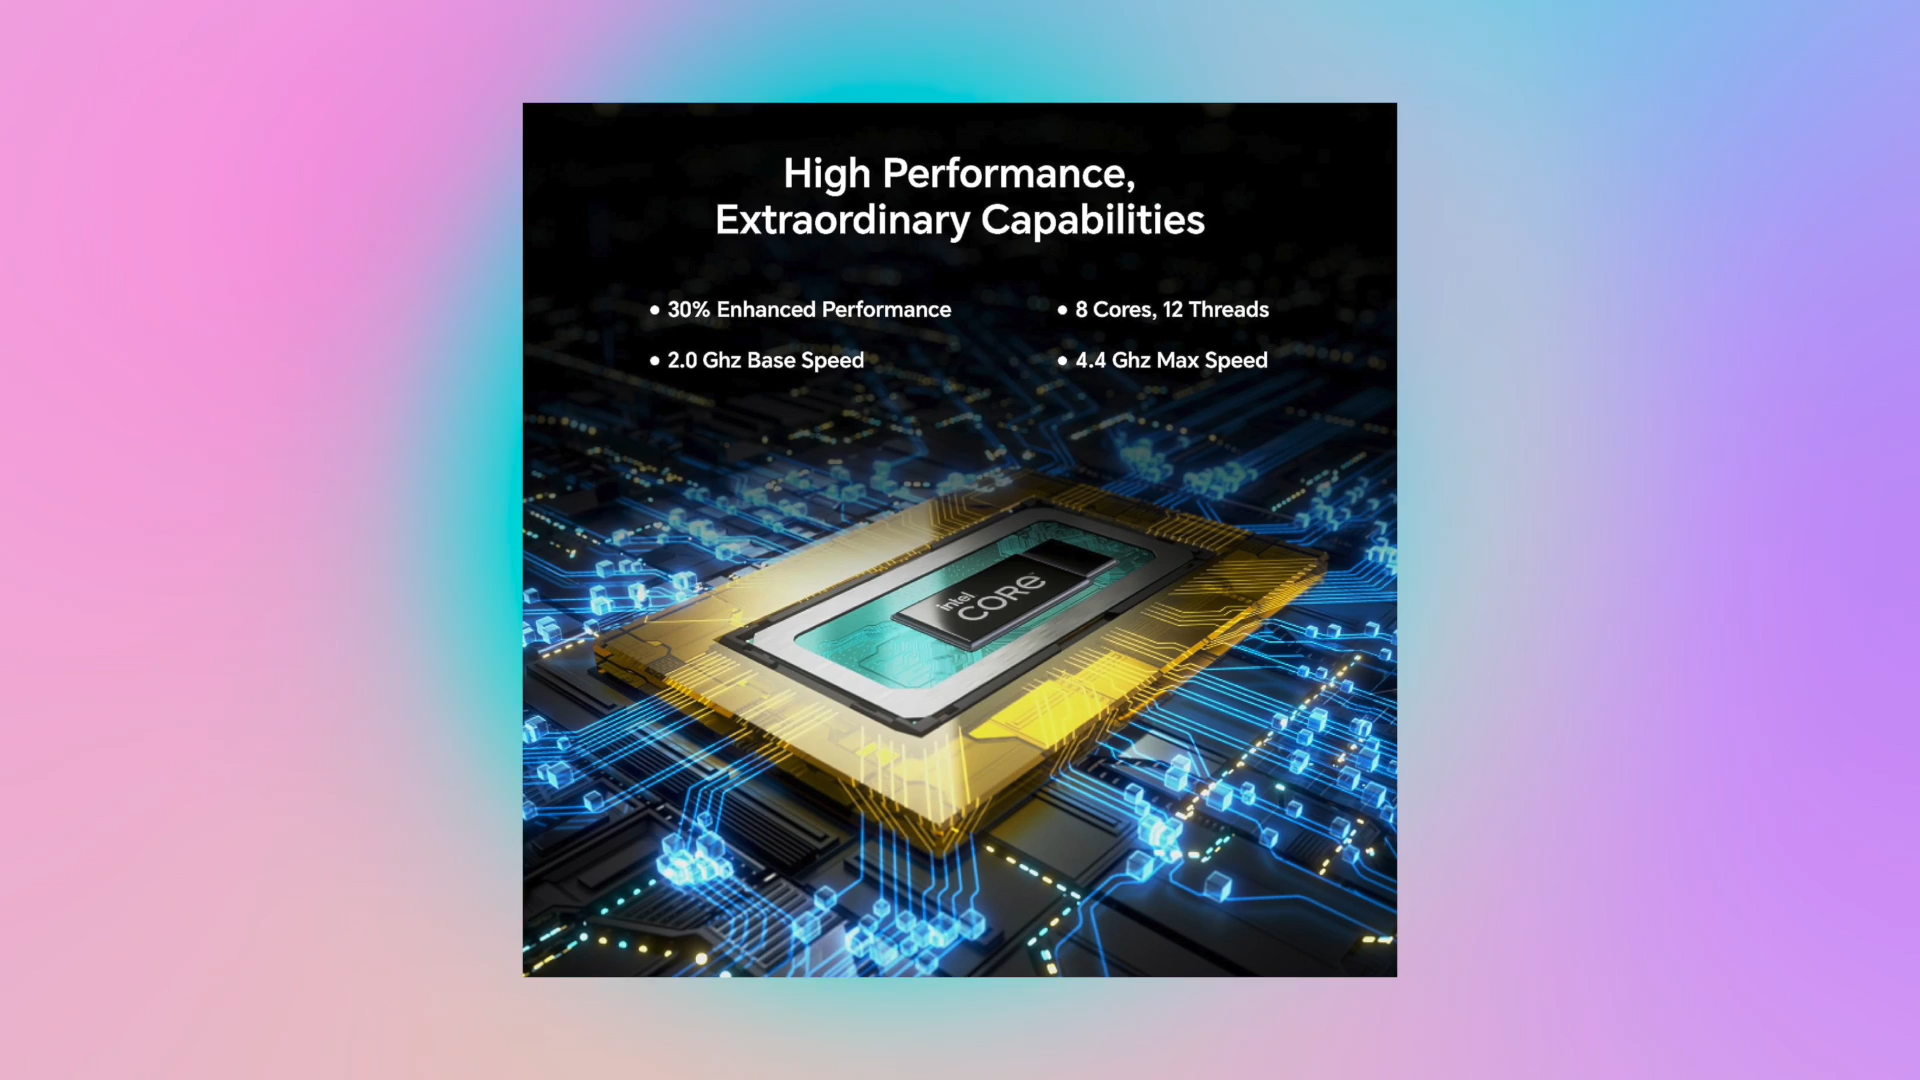 High Performance,
Extraordinary Capabilities
• 30% Enhanced Performance
• 8 Cores, 12 Threads
• 2.0 Ghz Base Speed
• 4.4 Ghz Max Speed
intel
CORE